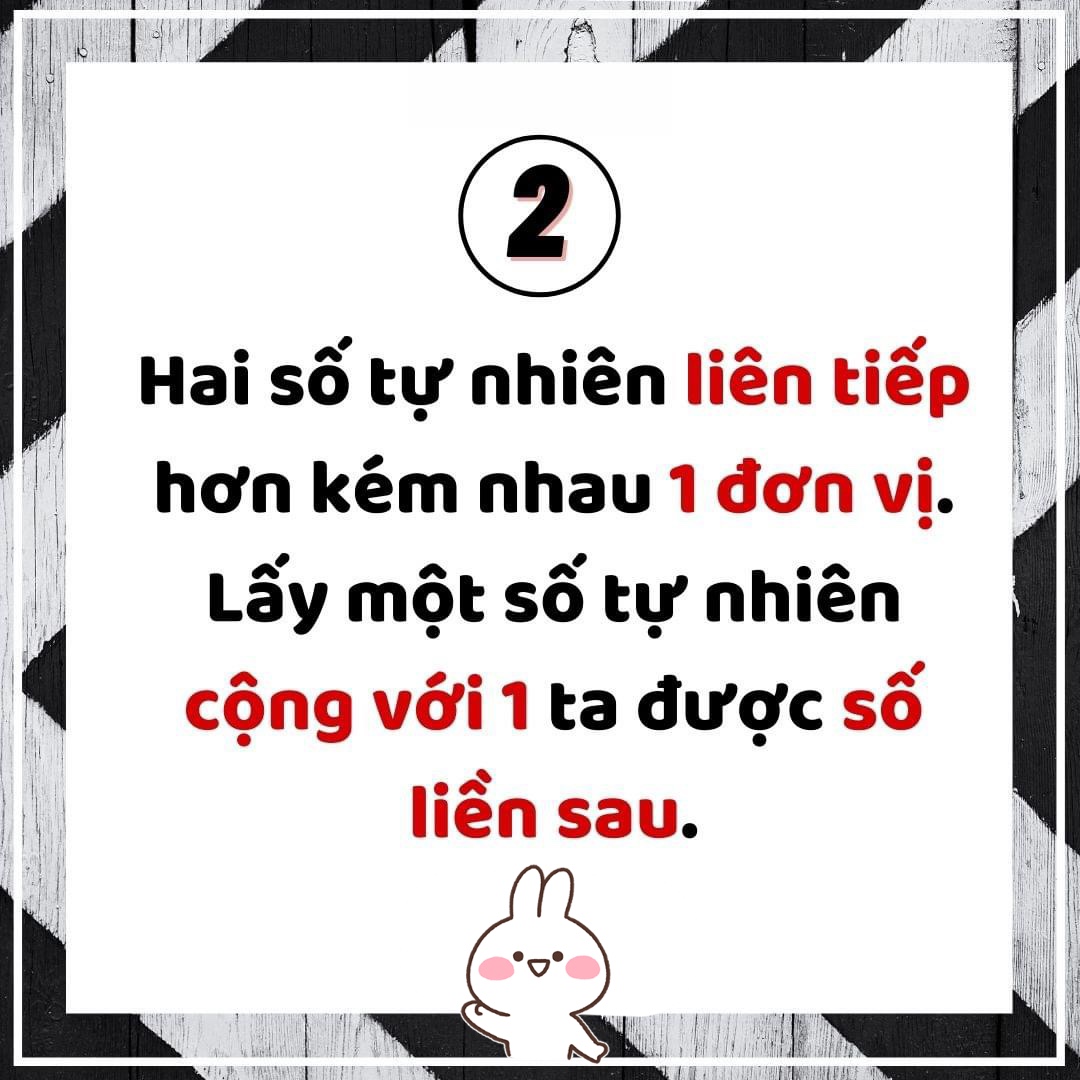 2
Hai số tự nhiên liên tiếp
hơn kém nhau 1 đơn vị.
Lấy một số tự nhiên
cộng với 1 ta được số
liền sau.